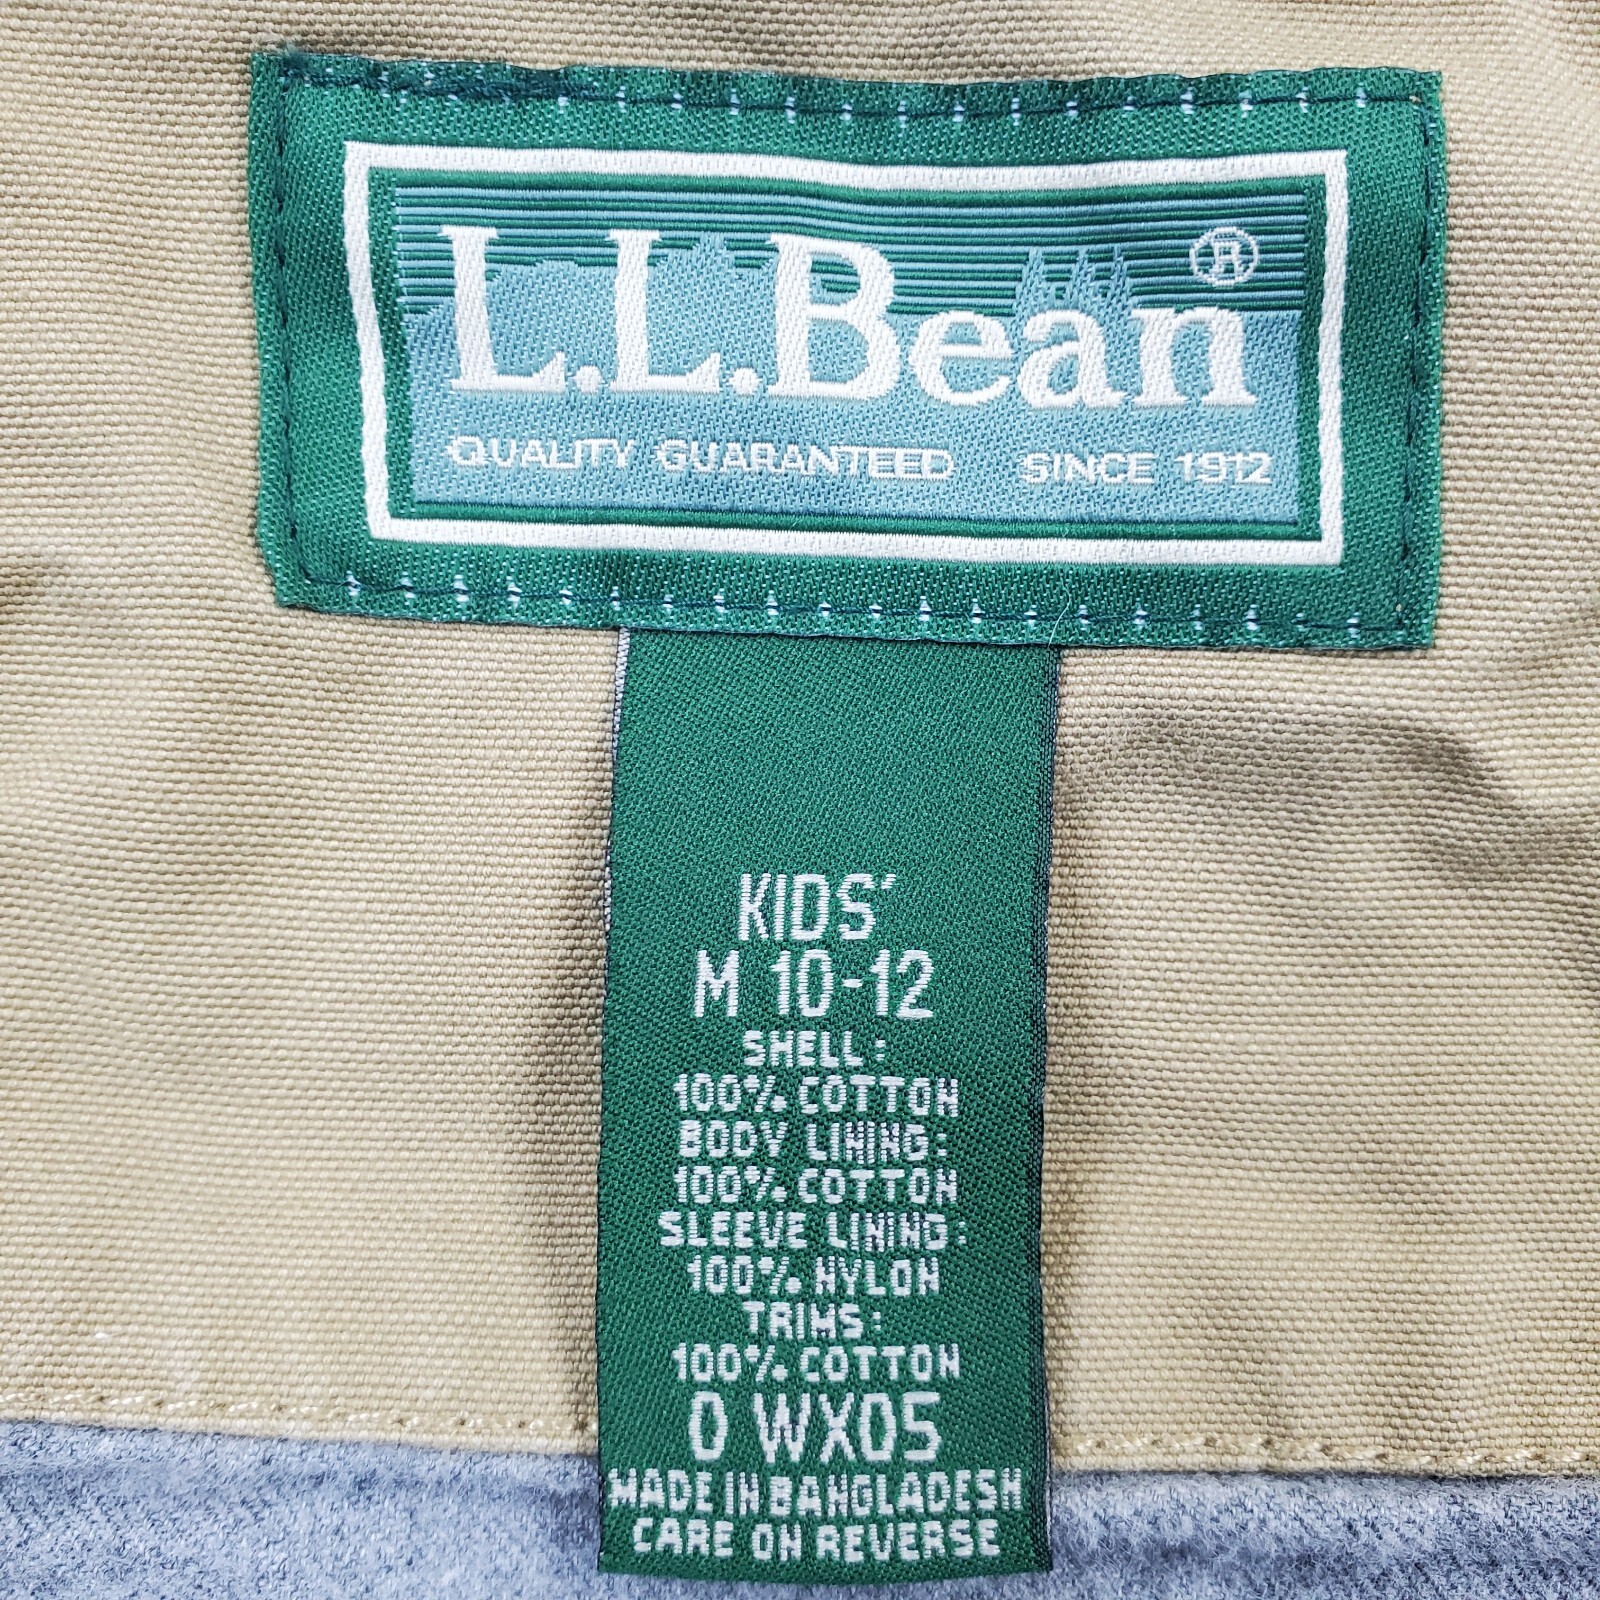 L.L.Bean®
QUALITY GUARANTEED SINCE 1912
KIDS'
M 10-12
SHELL:
100% COTTON
BODY LINING:
100% COTTON
SLEEVE LINING:
100% NYLON
TRIMS:
100% COTTON
0 WX05
MADE IN BANGLADESH
CARE ON REVERSE